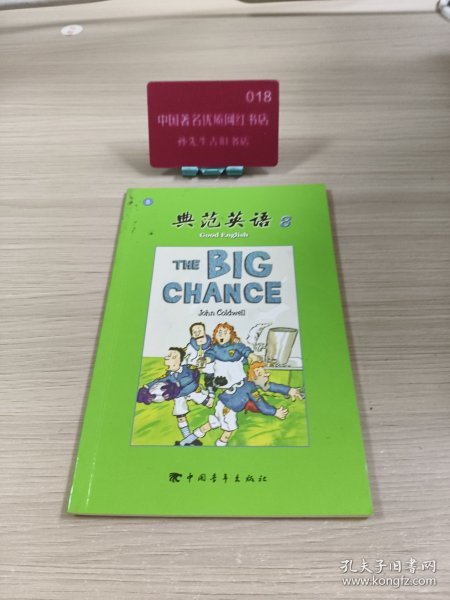 018
中国著名优质网红书店
孙先生古旧书店
8
典范英语 8
Good English
THE BIG
CHANCE
John Coldwell
中国青年出版社
孔夫子旧书网
www.kongfz.com